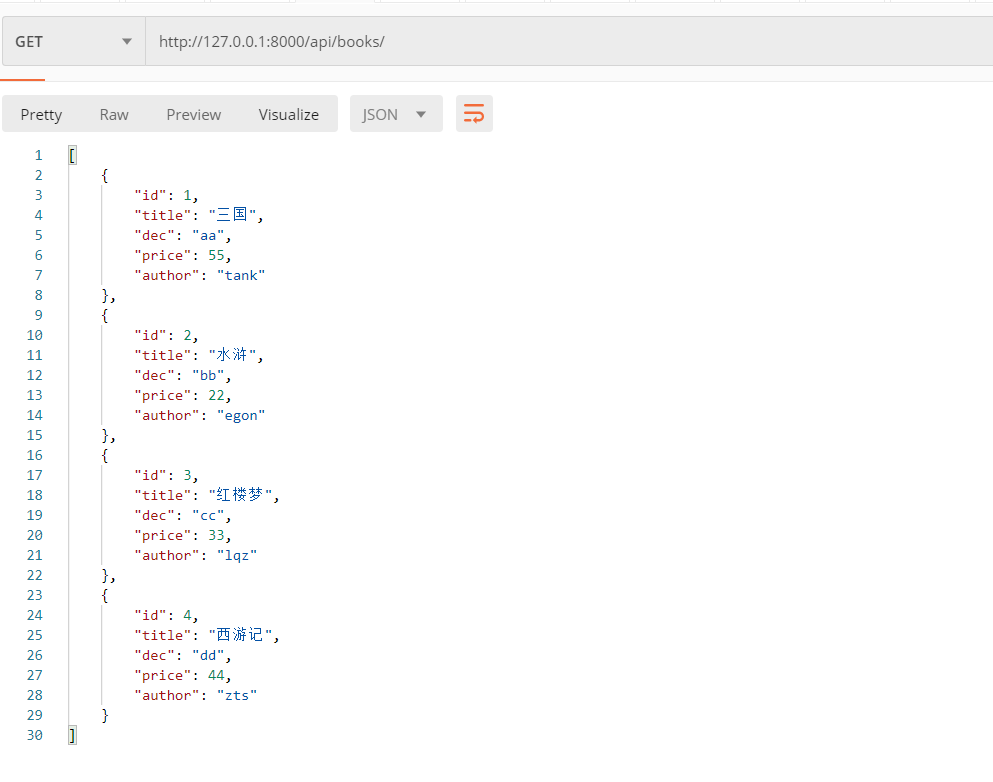 GET http://127.0.0.1:8000/api/books/
Pretty Raw Preview Visualize JSON
1 [
2 {
3 "id": 1,
4 "title": "三国",
5 "dec": "aa",
6 "price": 55,
7 "author": "tank"
8 },
9 {
10 "id": 2,
11 "title": "水浒",
12 "dec": "bb",
13 "price": 22,
14 "author": "egon"
15 },
16 {
17 "id": 3,
18 "title": "红楼梦",
19 "dec": "cc",
20 "price": 33,
21 "author": "lqz"
22 },
23 {
24 "id": 4,
25 "title": "西游记",
26 "dec": "dd",
27 "price": 44,
28 "author": "zts"
29 }
30 ]